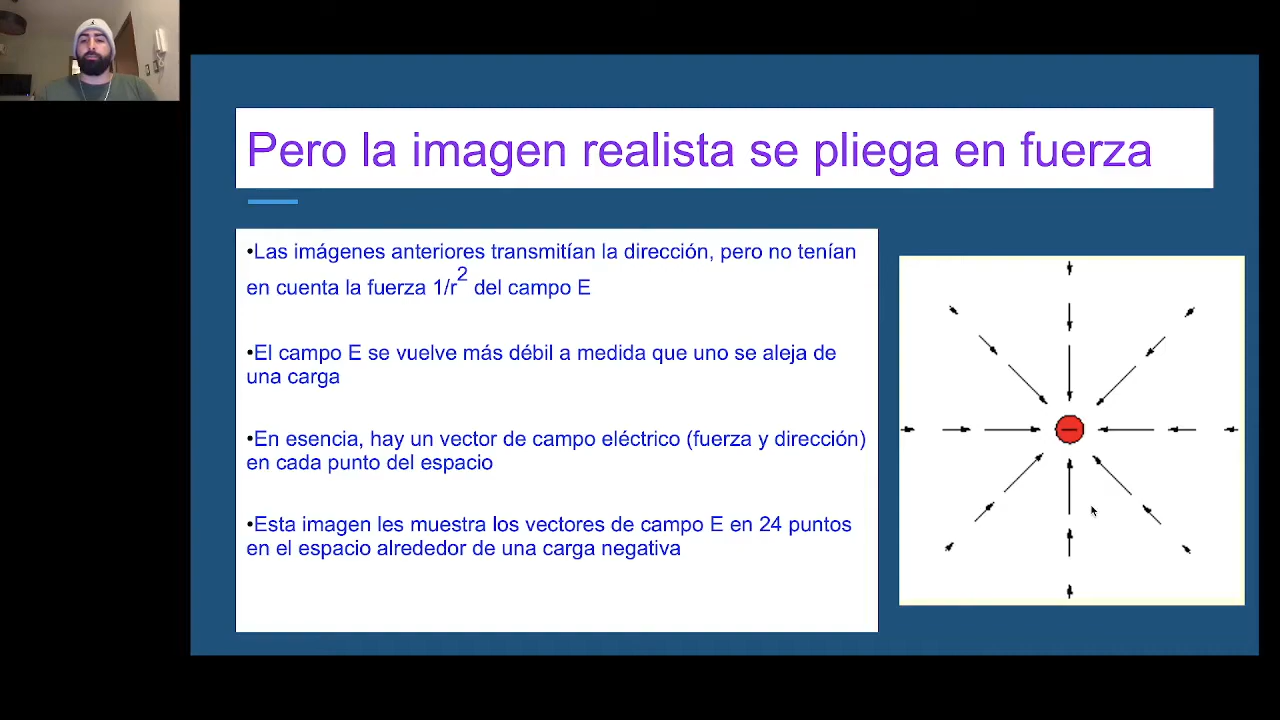 Pero la imagen realista se pliega en fuerza
•Las imágenes anteriores transmitían la dirección, pero no tenían
en cuenta la fuerza 1/r² del campo E
•El campo E se vuelve más débil a medida que uno se aleja de
una carga
•En esencia, hay un vector de campo eléctrico (fuerza y dirección)
en cada punto del espacio
•Esta imagen les muestra los vectores de campo E en 24 puntos
en el espacio alrededor de una carga negativa